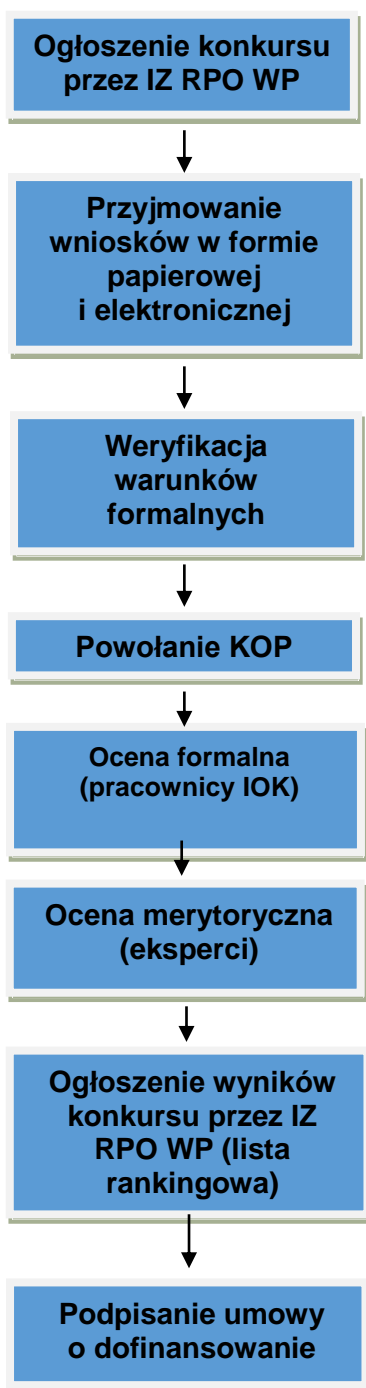 Ogłoszenie konkursu
przez IZ RPO WP
Przyjmowanie
wniosków w formie
papierowej
i elektronicznej
Weryfikacja
warunków
formalnych
Powołanie KOP
Ocena formalna
(pracownicy IOK)
Ocena merytoryczna
(eksperci)
Ogłoszenie wyników
konkursu przez IZ
RPO WP (lista
rankingowa)
Podpisanie umowy
o dofinansowanie